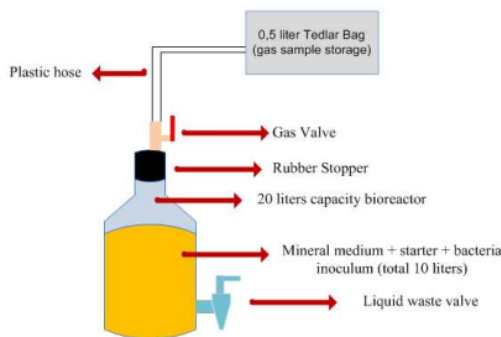 0,5 liter Tedlar Bag
(gas sample storage)
Plastic hose
Gas Valve
Rubber Stopper
20 liters capacity bioreactor
Mineral medium + starter + bacteria
inoculum (total 10 liters)
Liquid waste valve